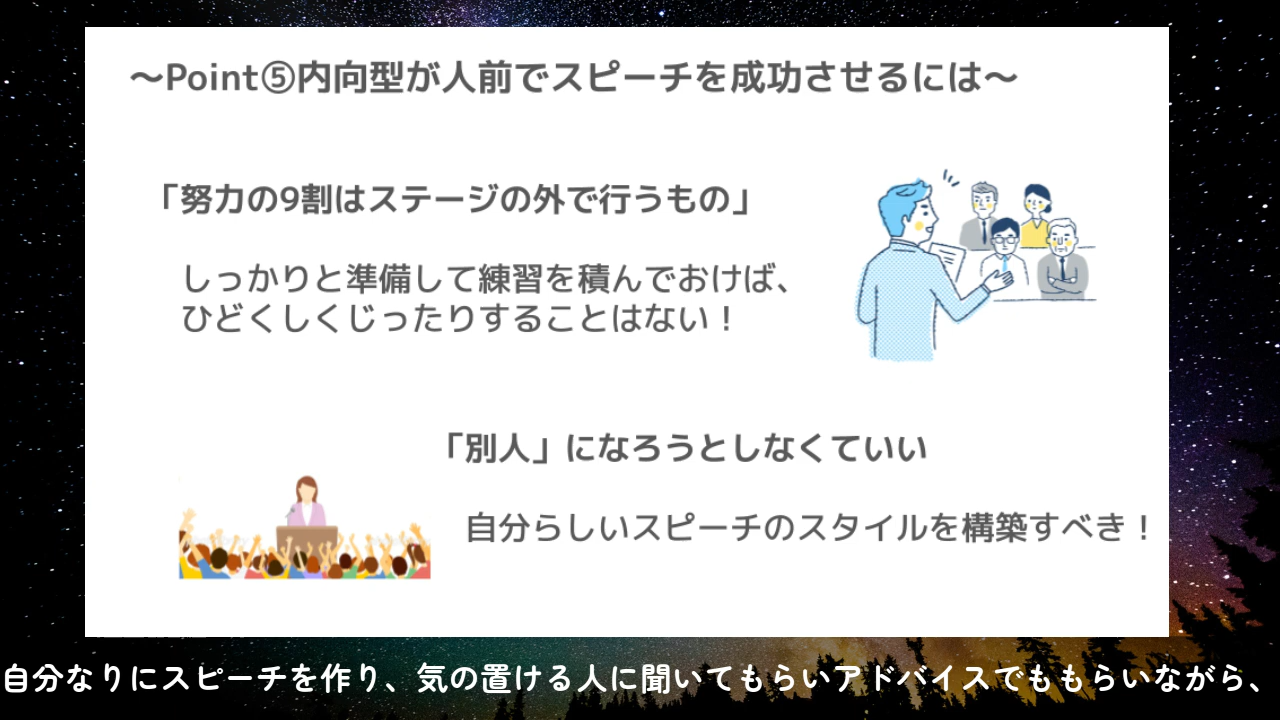 ～Point⑤内向型が人前でスピーチを成功させるには～
「努力の9割はステージの外で行うもの」
しっかりと準備して練習を積んでおけば、
ひどくしくじったりすることはない！
「別人」になろうとしなくていい
自分らしいスピーチのスタイルを構築すべき！
自分なりにスピーチを作り、気の置ける人に聞いてもらいアドバイスでももらいながら、